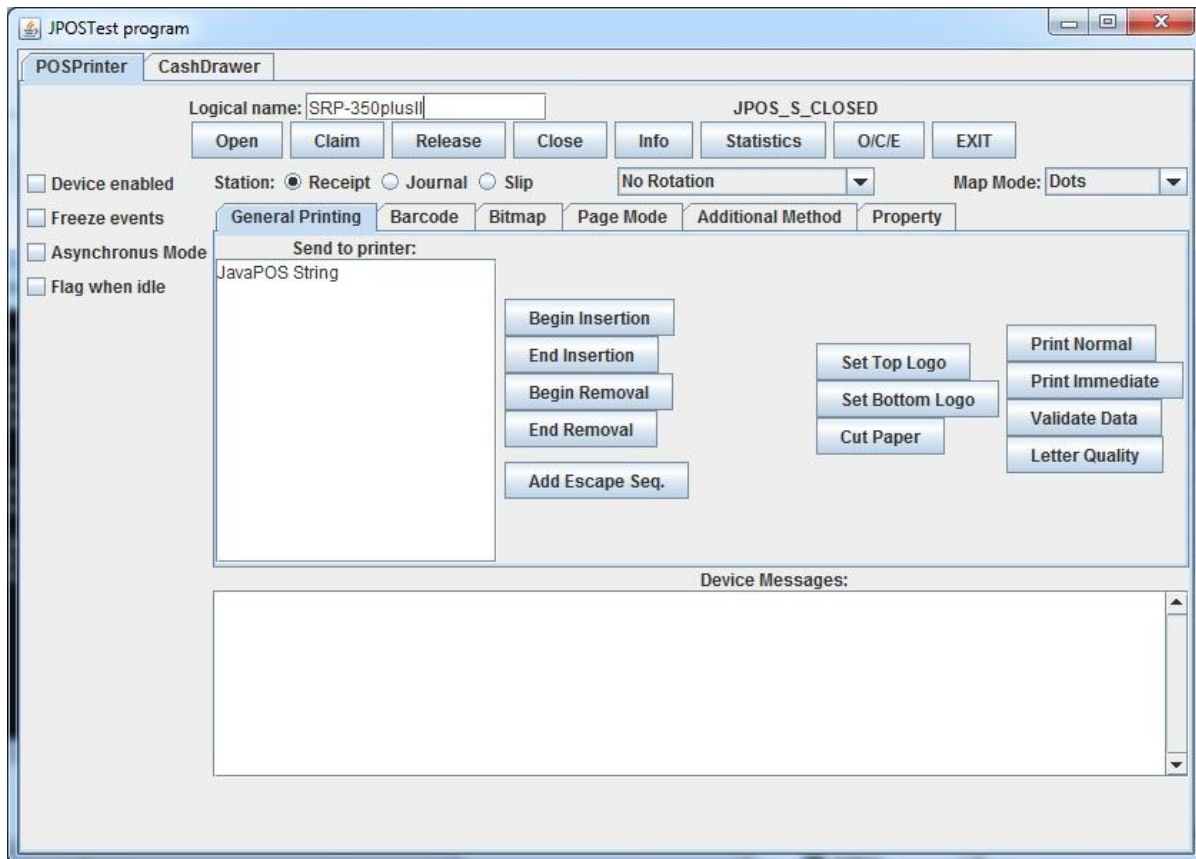 JPOSTest program
POSPrinter CashDrawer
Logical name: SRP-350plusII JPOS_S_CLOSED
Open Claim Release Close Info Statistics O/C/E EXIT
Device enabled Station: Receipt Journal Slip No Rotation Map Mode: Dots
Freeze events General Printing Barcode Bitmap Page Mode Additional Method Property
Asynchronus Mode Send to printer:
Flag when idle JavaPOS String
Begin Insertion
End Insertion
Begin Removal
End Removal
Add Escape Seq.
Set Top Logo
Set Bottom Logo
Cut Paper
Print Normal
Print Immediate
Validate Data
Letter Quality
Device Messages: